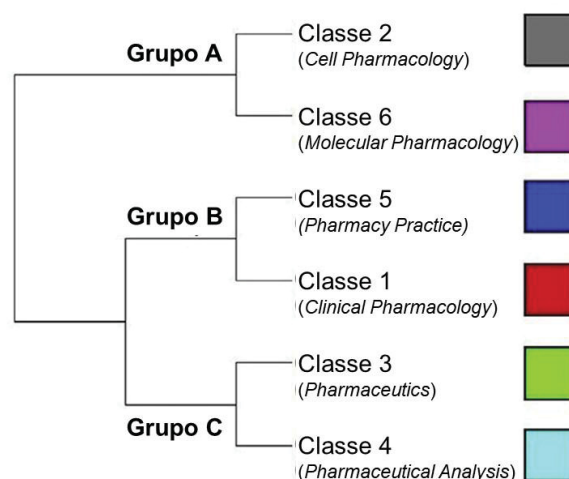 Grupo A
Classe 2
(Cell Pharmacology)
Classe 6
(Molecular Pharmacology)
Grupo B
Classe 5
(Pharmacy Practice)
Classe 1
(Clinical Pharmacology)
Classe 3
(Pharmaceutics)
Grupo C
Classe 4
(Pharmaceutical Analysis)